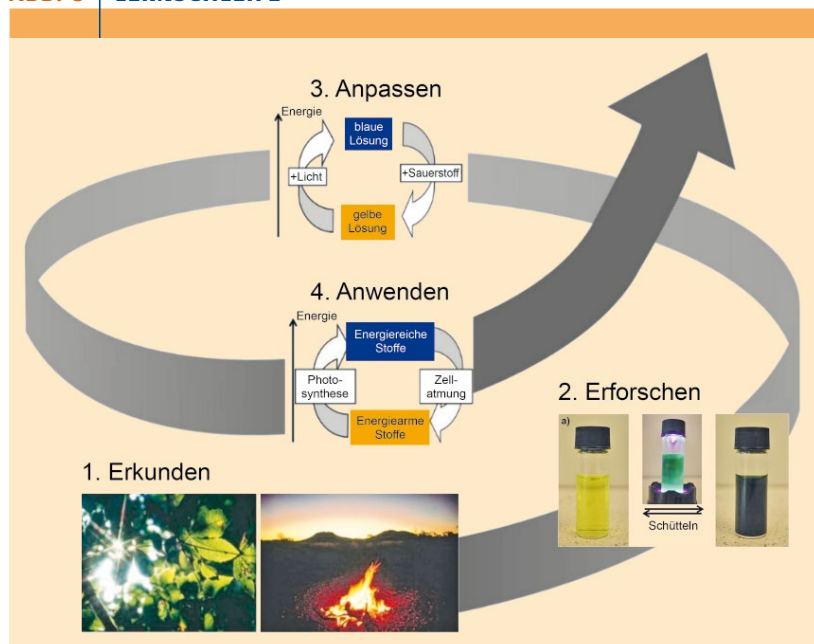 3. Anpassen
Energie
blaue
Lösung
+Licht
+Sauerstoff
gelbe
Lösung
4. Anwenden
Energie
Energiereiche
Stoffe
Photo-
synthese
Zell-
atmung
Energiearme
Stoffe
2. Erforschen
a)
Schütteln
1. Erkunden